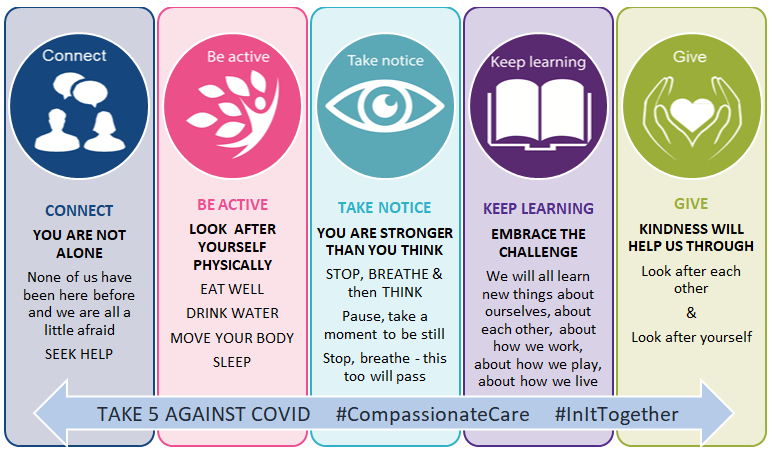 Connect
CONNECT
YOU ARE NOT
ALONE
None of us have
been here before
and we are all a
little afraid
SEEK HELP
Be active
BE ACTIVE
LOOK AFTER
YOURSELF
PHYSICALLY
EAT WELL
DRINK WATER
MOVE YOUR BODY
SLEEP
Take notice
TAKE NOTICE
YOU ARE STRONGER
THAN YOU THINK
STOP, BREATHE &
then THINK
Pause, take a
moment to be still
Stop, breathe - this
too will pass
Keep learning
KEEP LEARNING
EMBRACE THE
CHALLENGE
We will all learn
new things about
ourselves, about
each other, about
how we work,
about how we play,
about how we live
Give
GIVE
KINDNESS WILL
HELP US THROUGH
Look after each
other
&
Look after yourself
TAKE 5 AGAINST COVID #CompassionateCare #InItTogether